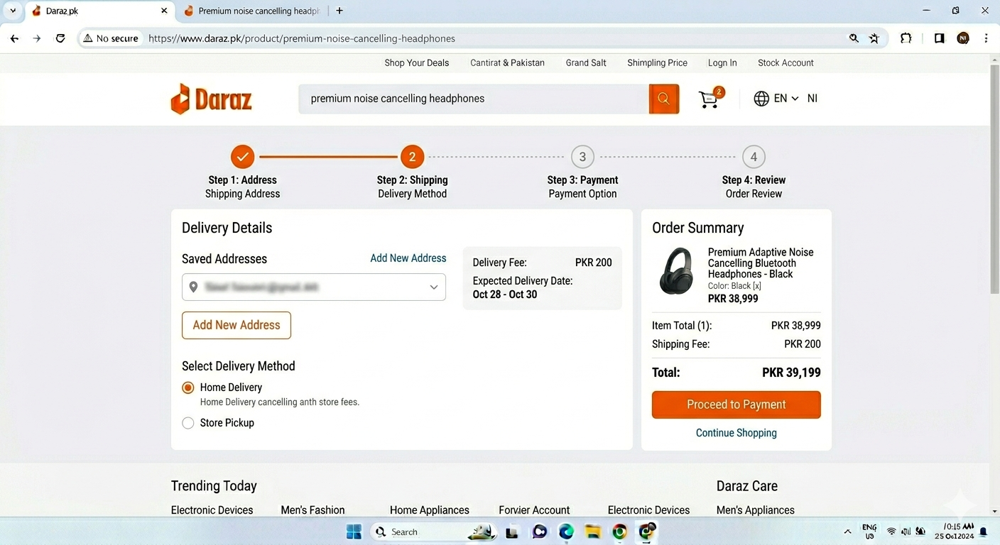 Daraz.pk
Premium noise cancelling headph
No secure
https://www.daraz.pk/product/premium-noise-cancelling-headphones
NI
Shop Your Deals
Cantirat & Pakistan
Grand Salt
Shimpling Price
Logn In
Stock Account
Daraz
premium noise cancelling headphones
2
EN
NI
2
3
4
Step 1: Address
Shipping Address
Step 2: Shipping
Delivery Method
Step 3: Payment
Payment Option
Step 4: Review
Order Review
Delivery Details
Saved Addresses
Add New Address
Add New Address
Delivery Fee: PKR 200
Expected Delivery Date:
Oct 28 - Oct 30
Select Delivery Method
Home Delivery
Home Delivery cancelling anth store fees.
Store Pickup
Order Summary
Premium Adaptive Noise
Cancelling Bluetooth
Headphones - Black
Color: Black [x]
PKR 38,999
Item Total (1): PKR 38,999
Shipping Fee: PKR 200
Total: PKR 39,199
Proceed to Payment
Continue Shopping
Trending Today
Daraz Care
Electronic Devices
Men's Fashion
Home Appliances
Forvier Account
Electronic Devices
Men's Appliances
Search
ENG
10:15
2024